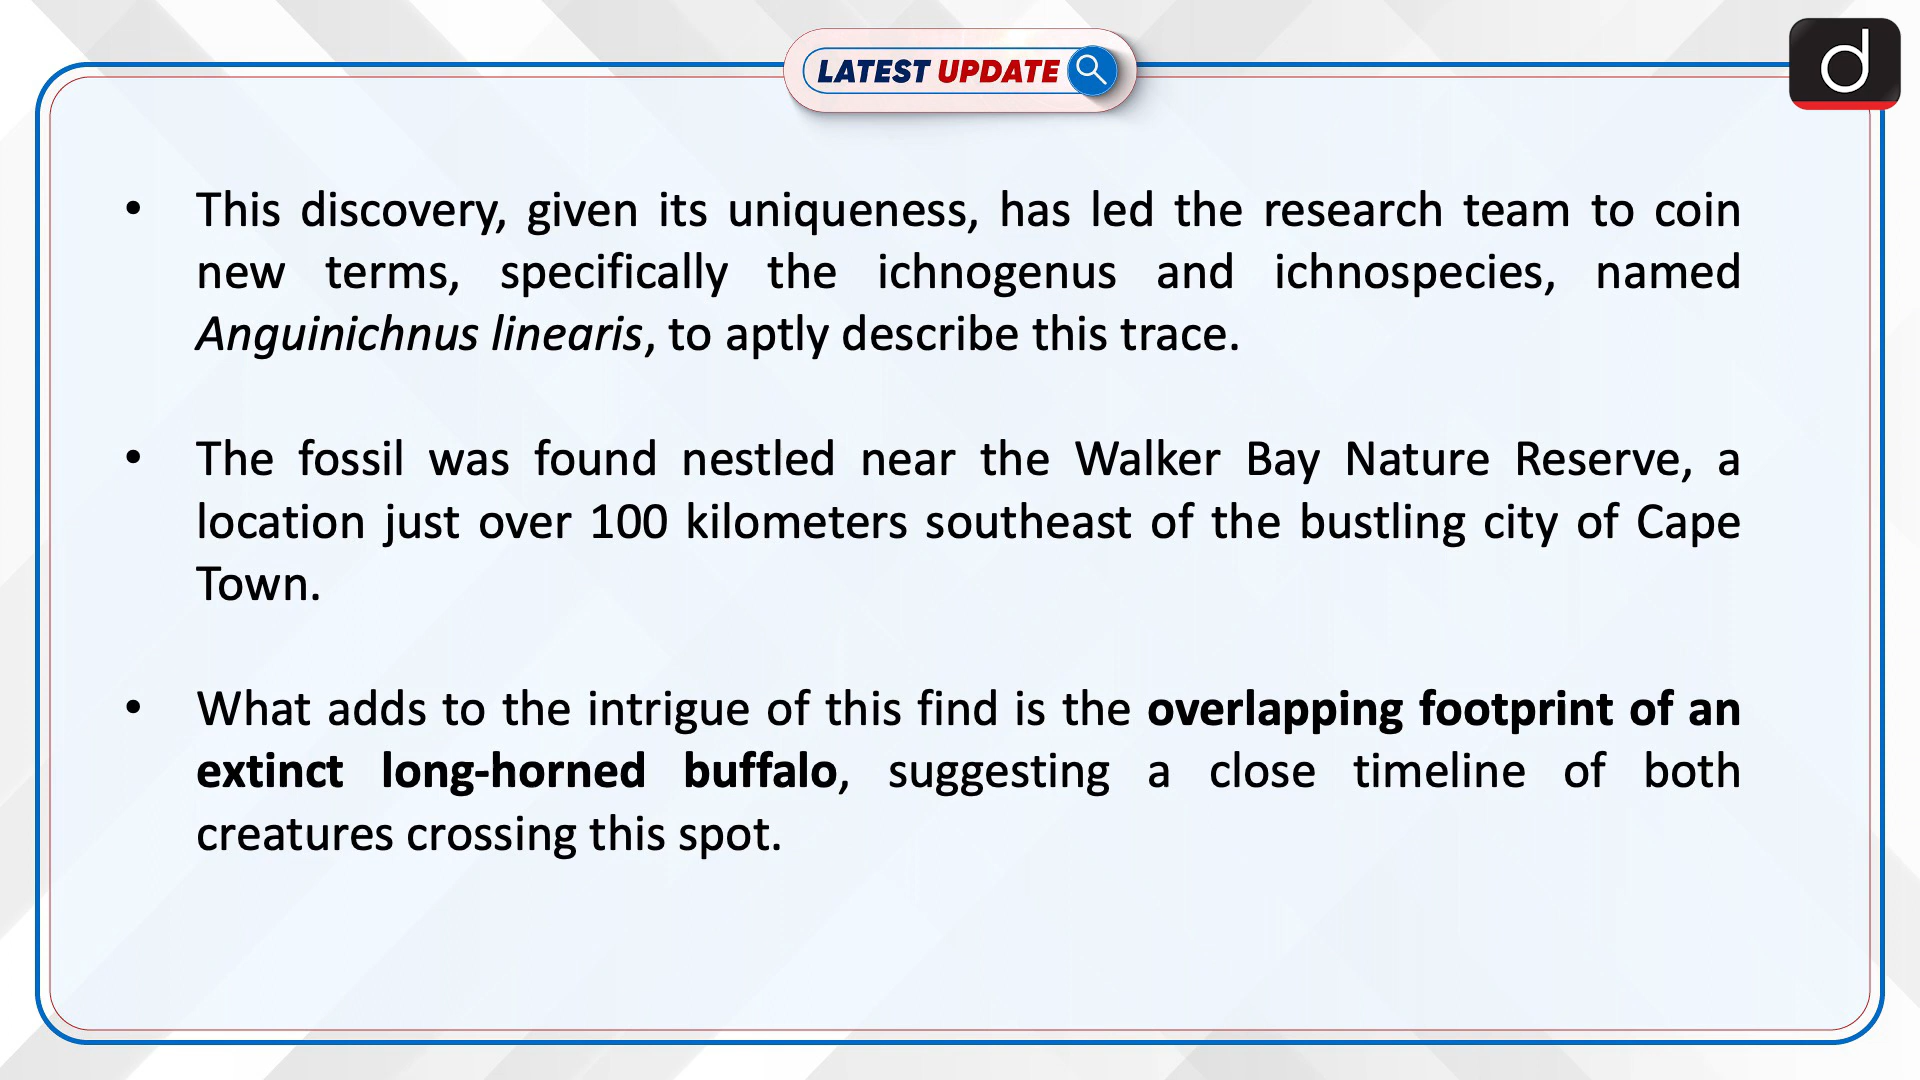 LATEST UPDATE
d
• This discovery, given its uniqueness, has led the research team to coin
new terms, specifically the ichnogenus and ichnospecies, named
Anguinichnus linearis, to aptly describe this trace.
• The fossil was found nestled near the Walker Bay Nature Reserve, a
location just over 100 kilometers southeast of the bustling city of Cape
Town.
• What adds to the intrigue of this find is the overlapping footprint of an
extinct long-horned buffalo, suggesting a close timeline of both
creatures crossing this spot.